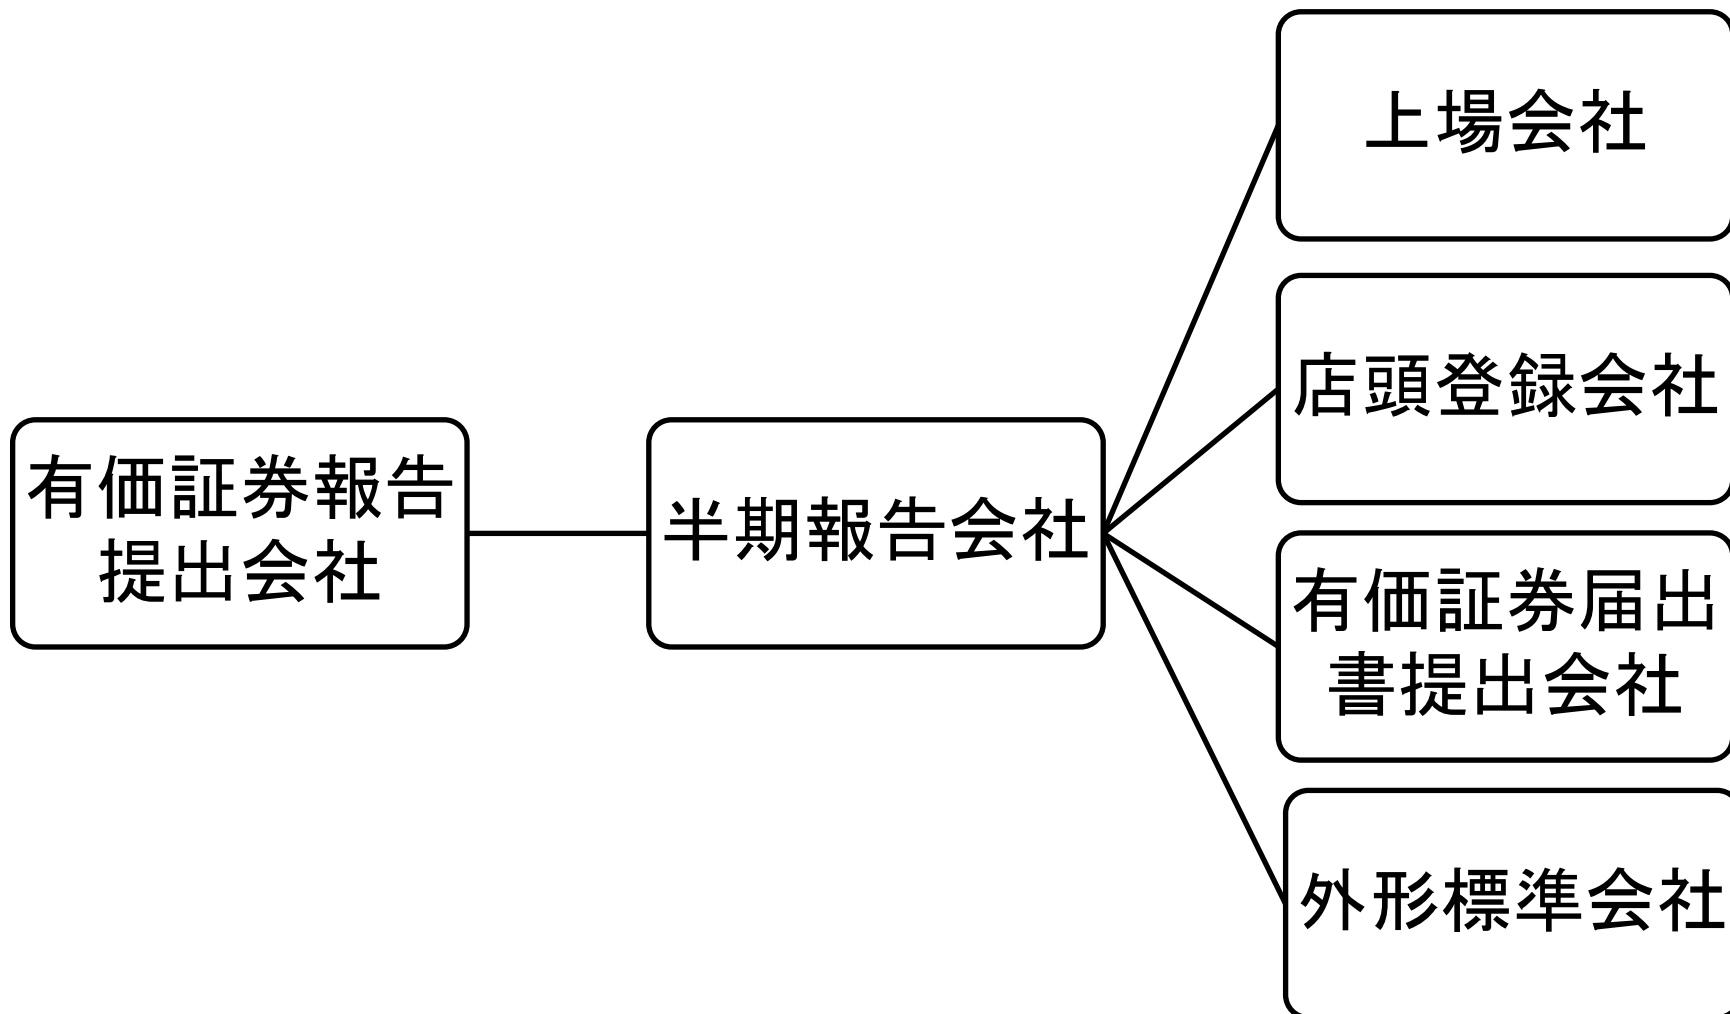 有価証券報告
提出会社
半期報告会社
上場会社
店頭登録会社
有価証券届出
書提出会社
外形標準会社